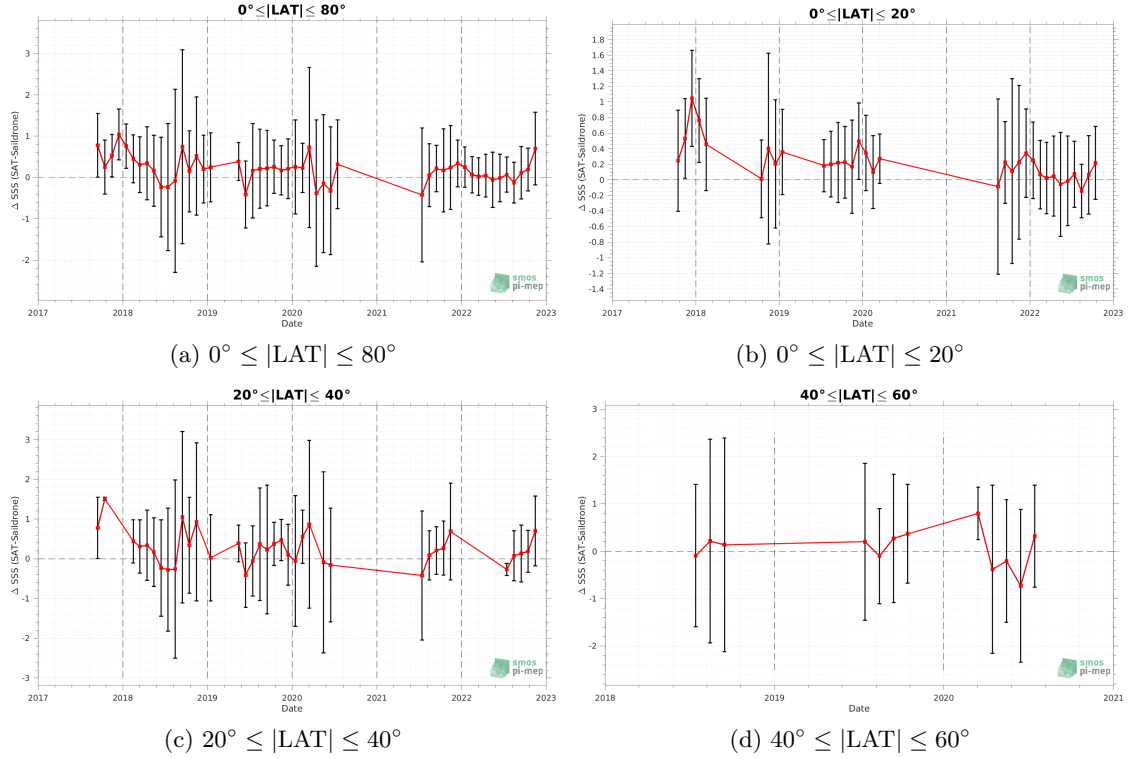 0°≤|LAT|≤ 80°
Δ SSS (SAT-Saildrone)
3
2
1
0
-1
-2
2017
2018
2019
2020
2021
2022
2023
Date
smos
pi-mep
(a) 0° ≤ |LAT| ≤ 80°
0°≤|LAT|≤ 20°
Δ SSS (SAT-Saildrone)
1.8
1.6
1.4
1.2
1
0.8
0.6
0.4
0.2
0
-0.2
-0.4
-0.6
-0.8
-1
-1.2
-1.4
2017
2018
2019
2020
2021
2022
2023
Date
smos
pi-mep
(b) 0° ≤ |LAT| ≤ 20°
20°≤|LAT|≤ 40°
Δ SSS (SAT-Saildrone)
3
2
1
0
-1
-2
-3
2017
2018
2019
2020
2021
2022
2023
Date
smos
pi-mep
(c) 20° ≤ |LAT| ≤ 40°
40°≤|LAT|≤ 60°
Δ SSS (SAT-Saildrone)
3
2
1
0
-1
-2
2018
2019
2020
2021
Date
smos
pi-mep
(d) 40° ≤ |LAT| ≤ 60°